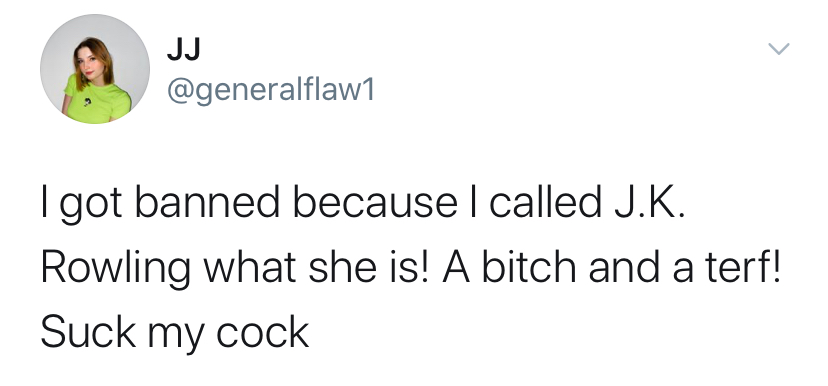 JJ
@generalflaw1
I got banned because I called J.K.
Rowling what she is! A bitch and a terf!
Suck my cock